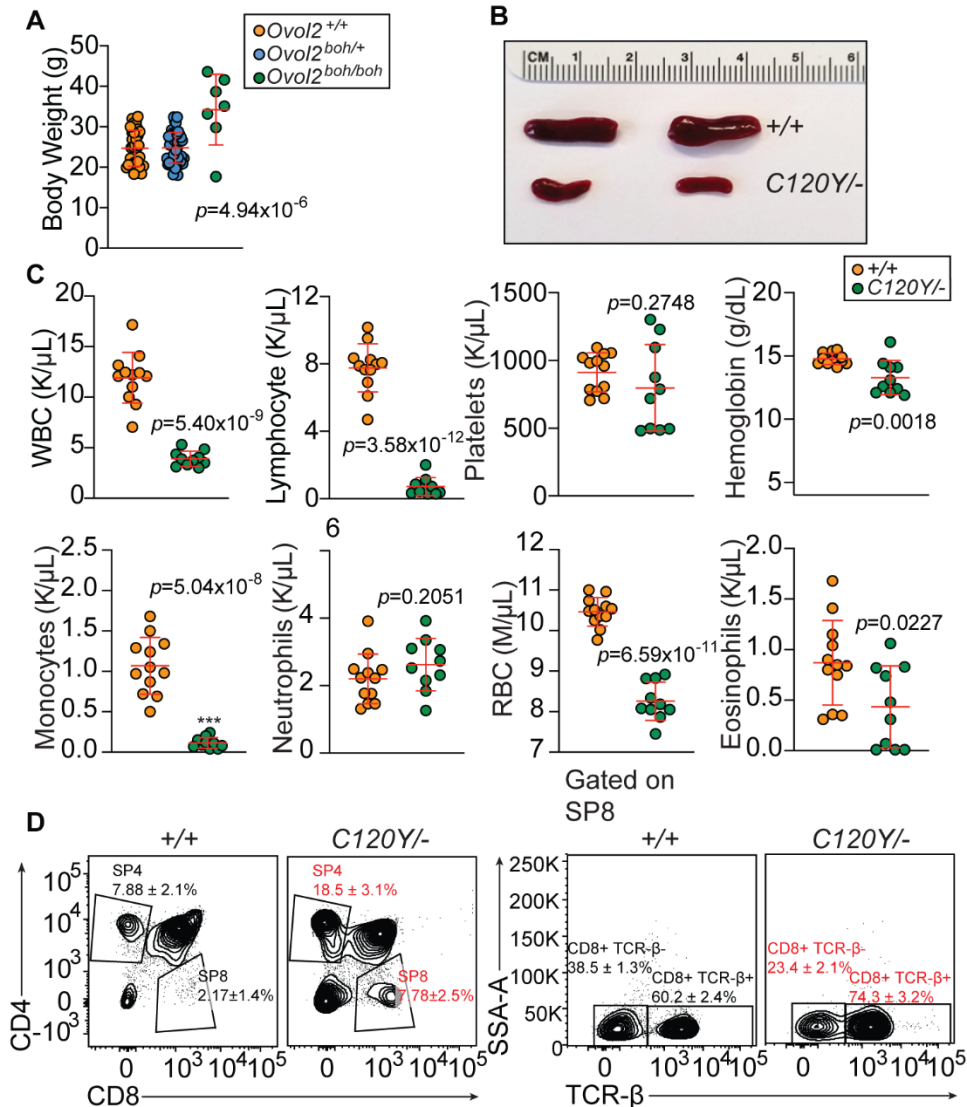 A
Ovol2 +/+
Ovol2 boh/+
Ovol2 boh/boh
Body Weight (g)
50
40
30
20
10
0
p=4.94x10-6
B
CM 1 2 3 4 5 6
+/+
C120Y/-
C
+/+
C120Y/-
WBC (K/µL)
20
15
10
5
0
p=5.40x10-9
Lymphocyte (K/µL)
12
8
4
0
p=3.58x10-12
Platelets (K/µL)
1500
1000
500
0
p=0.2748
Hemoglobin (g/dL)
20
15
10
5
0
p=0.0018
Monocytes (K/µL)
2.5
2.0
1.5
1.0
0.5
0.0
p=5.04x10-8
***
Neutrophils (K/µL)
6
4
2
0
p=0.2051
RBC (M/µL)
12
11
10
9
8
7
p=6.59x10-11
Eosinophils (K/µL)
2.0
1.5
1.0
0.5
0.0
p=0.0227
Gated on
SP8
D
+/+
C120Y/-
+/+
C120Y/-
CD4
105
104
103
0
-103
SP4
7.88 ± 2.1%
SP8
2.17±1.4%
SP4
18.5 ± 3.1%
SP8
7.78±2.5%
0 103 104 105
0 103 104 105
CD8
SSA-A
250K
200K
150K
100K
50K
0
CD8+ TCR-β-
38.5 ± 1.3%
CD8+ TCR-β+
60.2 ± 2.4%
CD8+ TCR-β-
23.4 ± 2.1%
CD8+ TCR-β+
74.3 ± 3.2%
0 103 104 105
0 103 104 105
TCR-β